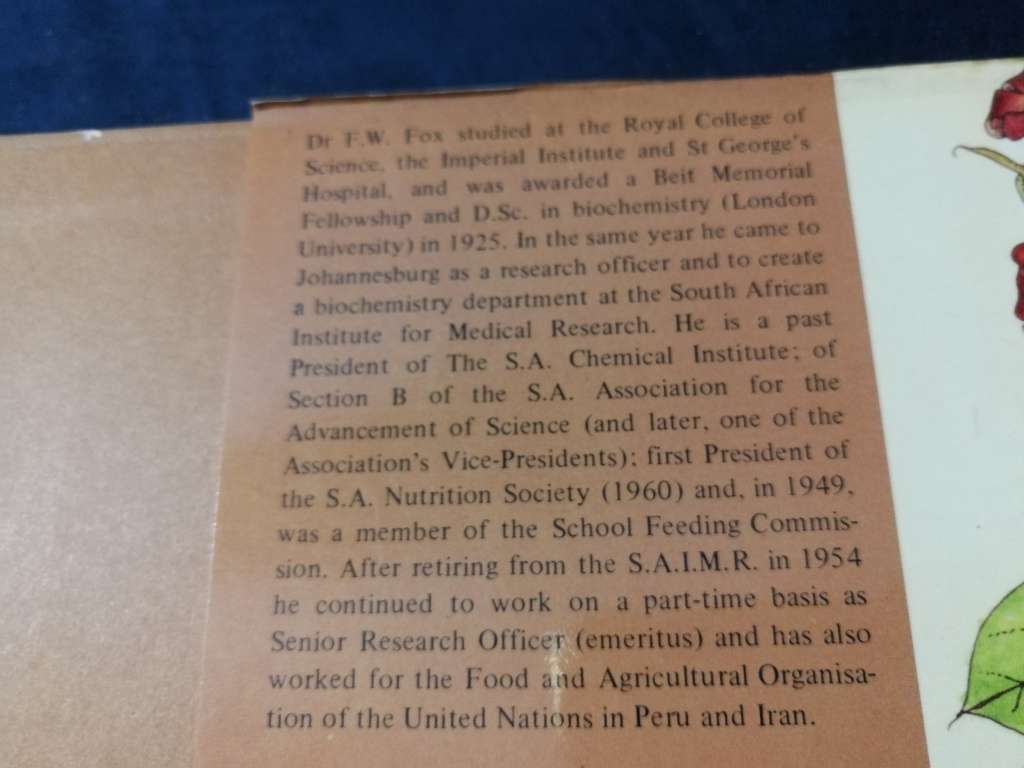 Dr F.W. Fox studied at the Royal College of
Science, the Imperial Institute and St George's
Hospital, and was awarded a Beit Memorial
Fellowship and D.Sc. in biochemistry (London
University) in 1925. In the same year he came to
Johannesburg as a research officer and to create
a biochemistry department at the South African
Institute for Medical Research. He is a past
President of The S.A. Chemical Institute; of
Section B of the S.A. Association for the
Advancement of Science (and later, one of the
Association's Vice-Presidents); first President of
the S.A. Nutrition Society (1960) and, in 1949,
was a member of the School Feeding Commis-
sion. After retiring from the S.A.I.M.R. in 1954
he continued to work on a part-time basis as
Senior Research Officer (emeritus) and has also
worked for the Food and Agricultural Organisa-
tion of the United Nations in Peru and Iran.